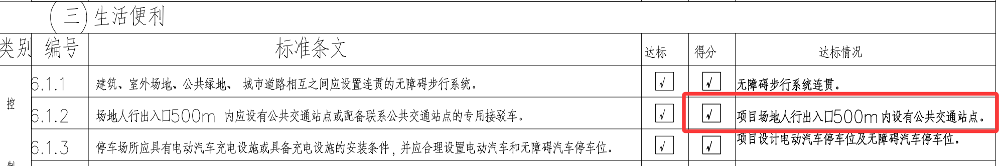 (三)生活便利
类别 编号 标准条文 达标 得分 达标情况
6.1.1 建筑、室外场地、公共绿地、 城市道路相互之间应设置连贯的无障碍步行系统。 √ √ 无障碍步行系统连贯。
控
6.1.2 场地人行出入口500m 内应设有公共交通站点或配备联系公共交通站点的专用接驳车。 √ √ 项目场地人行出入口500m内设有公共交通站点。
6.1.3 停车场所应具有电动汽车充电设施或具备充电设施的安装条件,并应合理设置电动汽车和无障碍汽车停车位。 √ √ 项目设计电动汽车停车位及无障碍汽车停车位。